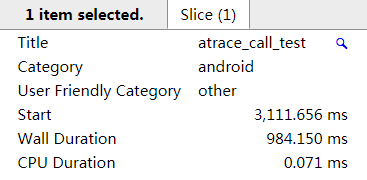 1 item selected. Slice (1)
Title atrace_call_test
Category android
User Friendly Category other
Start 3,111.656 ms
Wall Duration 984.150 ms
CPU Duration 0.071 ms